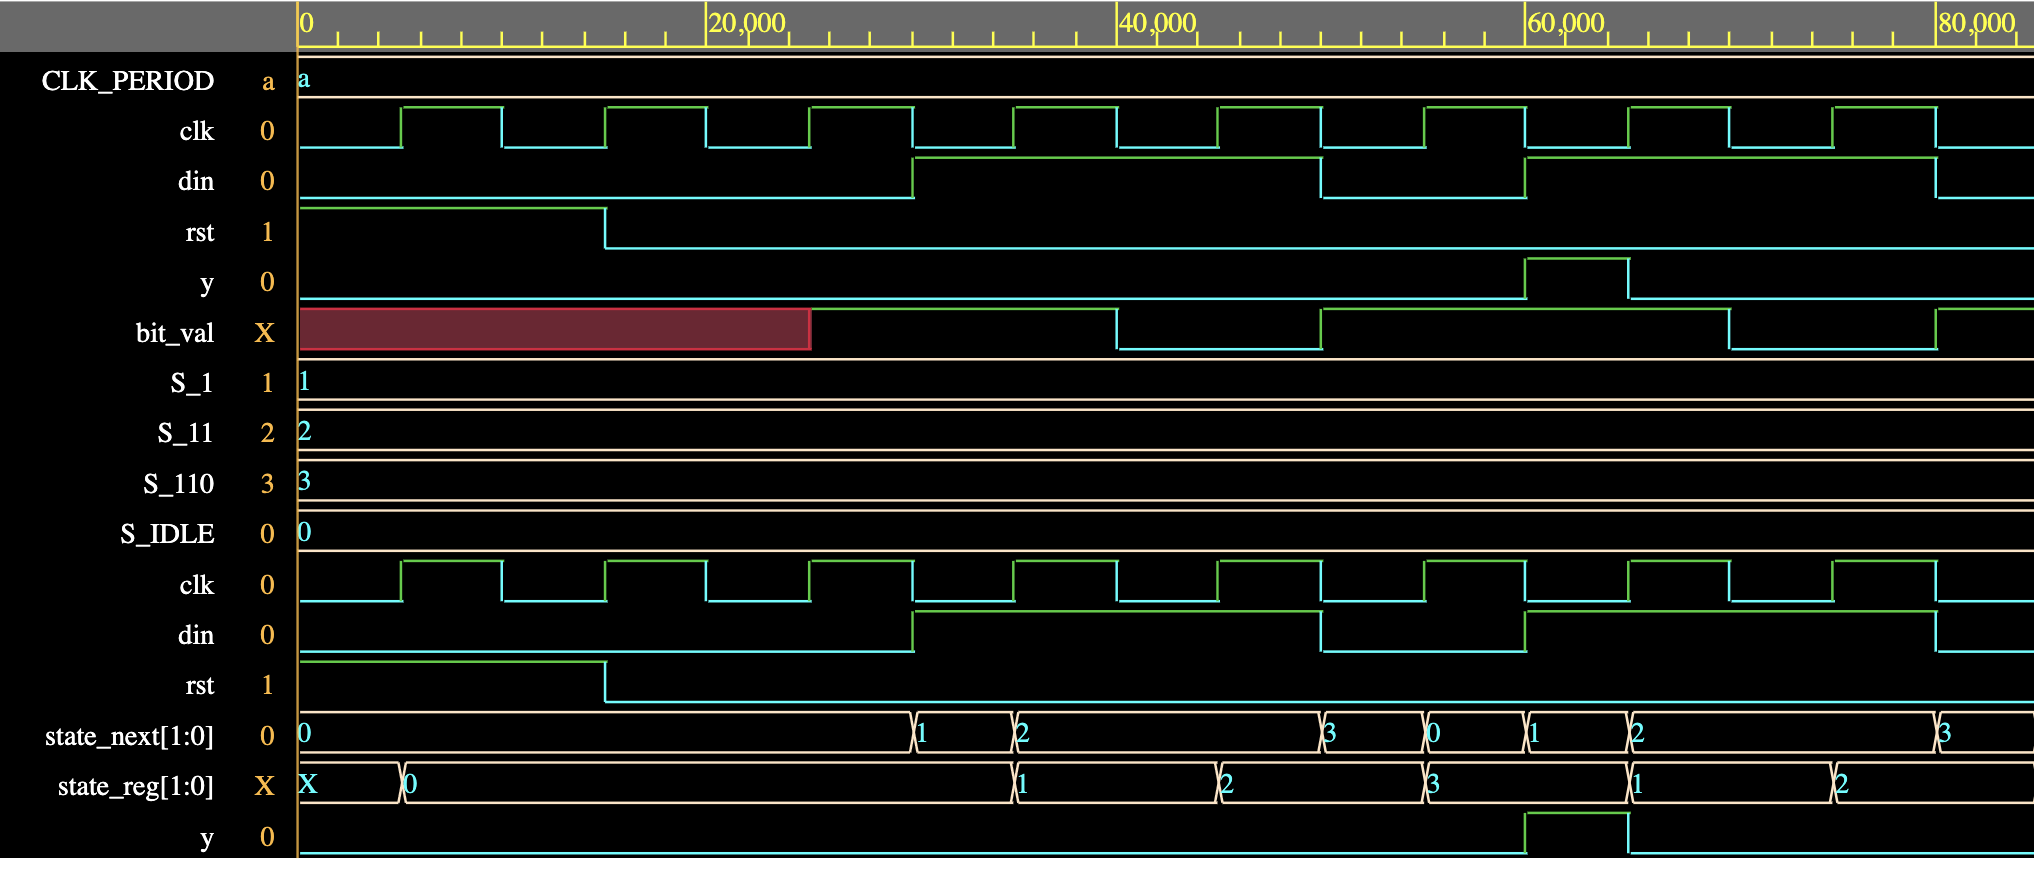 0 20,000 40,000 60,000 80,000
CLK_PERIOD a a
clk 0
din 0
rst 1
y 0
bit_val X
S_1 1 1
S_11 2 2
S_110 3 3
S_IDLE 0 0
clk 0
din 0
rst 1
state_next[1:0] 0 0 1 2 3 0 1 2 3
state_reg[1:0] X X 0 1 2 3 1 2
y 0